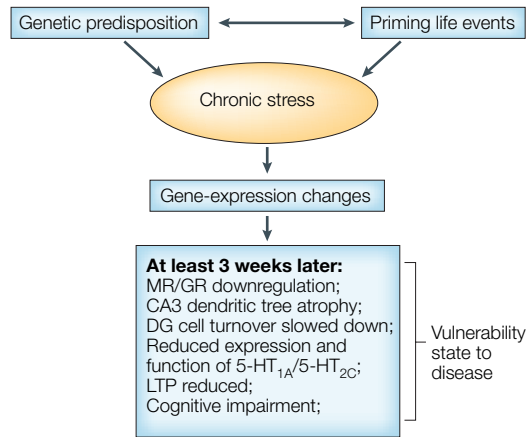 Genetic predisposition
Priming life events
Chronic stress
Gene-expression changes
At least 3 weeks later:
MR/GR downregulation;
CA3 dendritic tree atrophy;
DG cell turnover slowed down;
Reduced expression and
function of 5-HT1A/5-HT2C;
LTP reduced;
Cognitive impairment;
Vulnerability
state to
disease